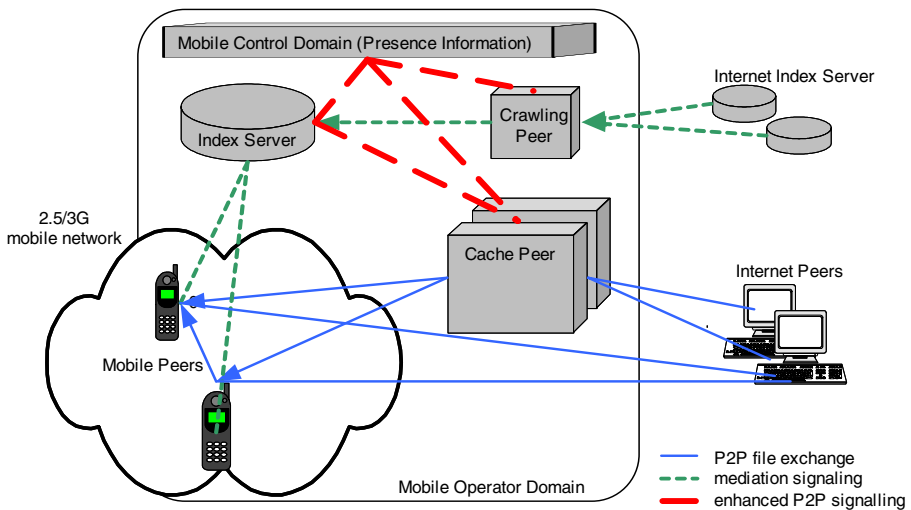 Mobile Control Domain (Presence Information)
Internet Index Server
Crawling
Peer
Index Server
2.5/3G
mobile network
Cache Peer
Internet Peers
Mobile Peers
P2P file exchange
mediation signaling
enhanced P2P signalling
Mobile Operator Domain